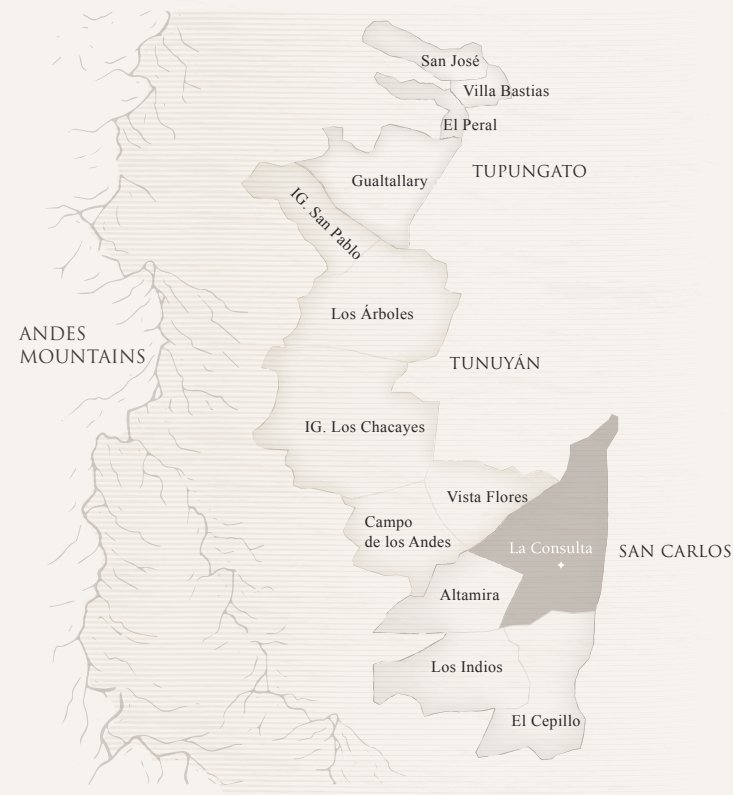 San José
Villa Bastias
El Peral
TUPUNGATO
Gualtallary
IG. San Pablo
Los Árboles
ANDES
MOUNTAINS
TUNUYÁN
IG. Los Chacayes
Vista Flores
Campo
de los Andes
La Consulta
SAN CARLOS
Altamira
Los Indios
El Cepillo